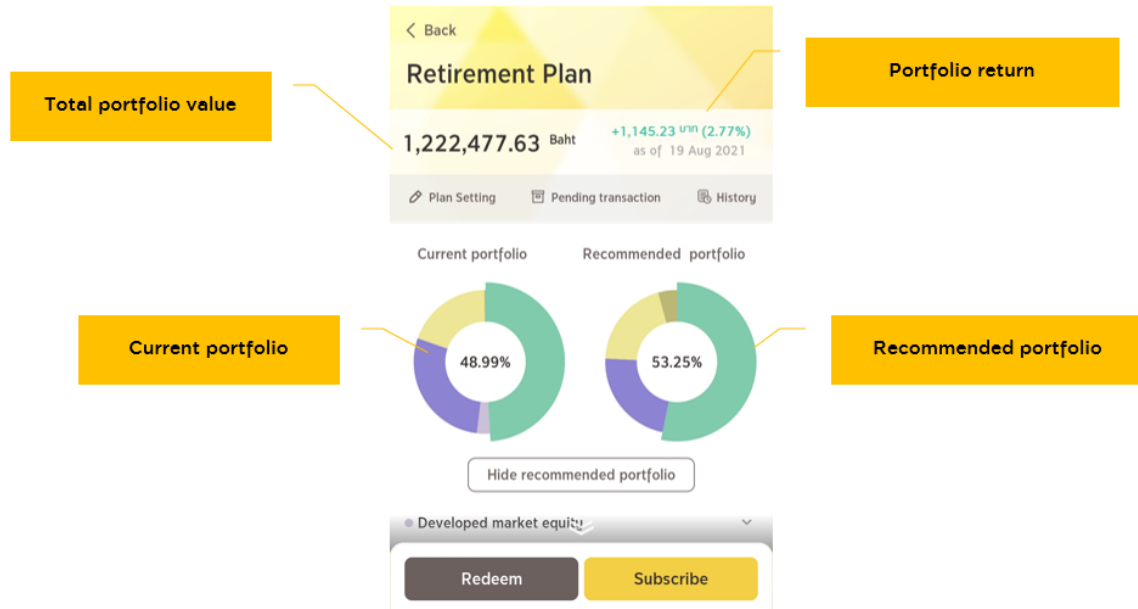 Back
Retirement Plan
Portfolio return
Total portfolio value
1,222,477.63 Baht
+1,145.23 บาท (2.77%)
as of 19 Aug 2021
Plan Setting
Pending transaction
History
Current portfolio
Recommended portfolio
Current portfolio
48.99%
53.25%
Recommended portfolio
Hide recommended portfolio
Developed market equity
Redeem
Subscribe